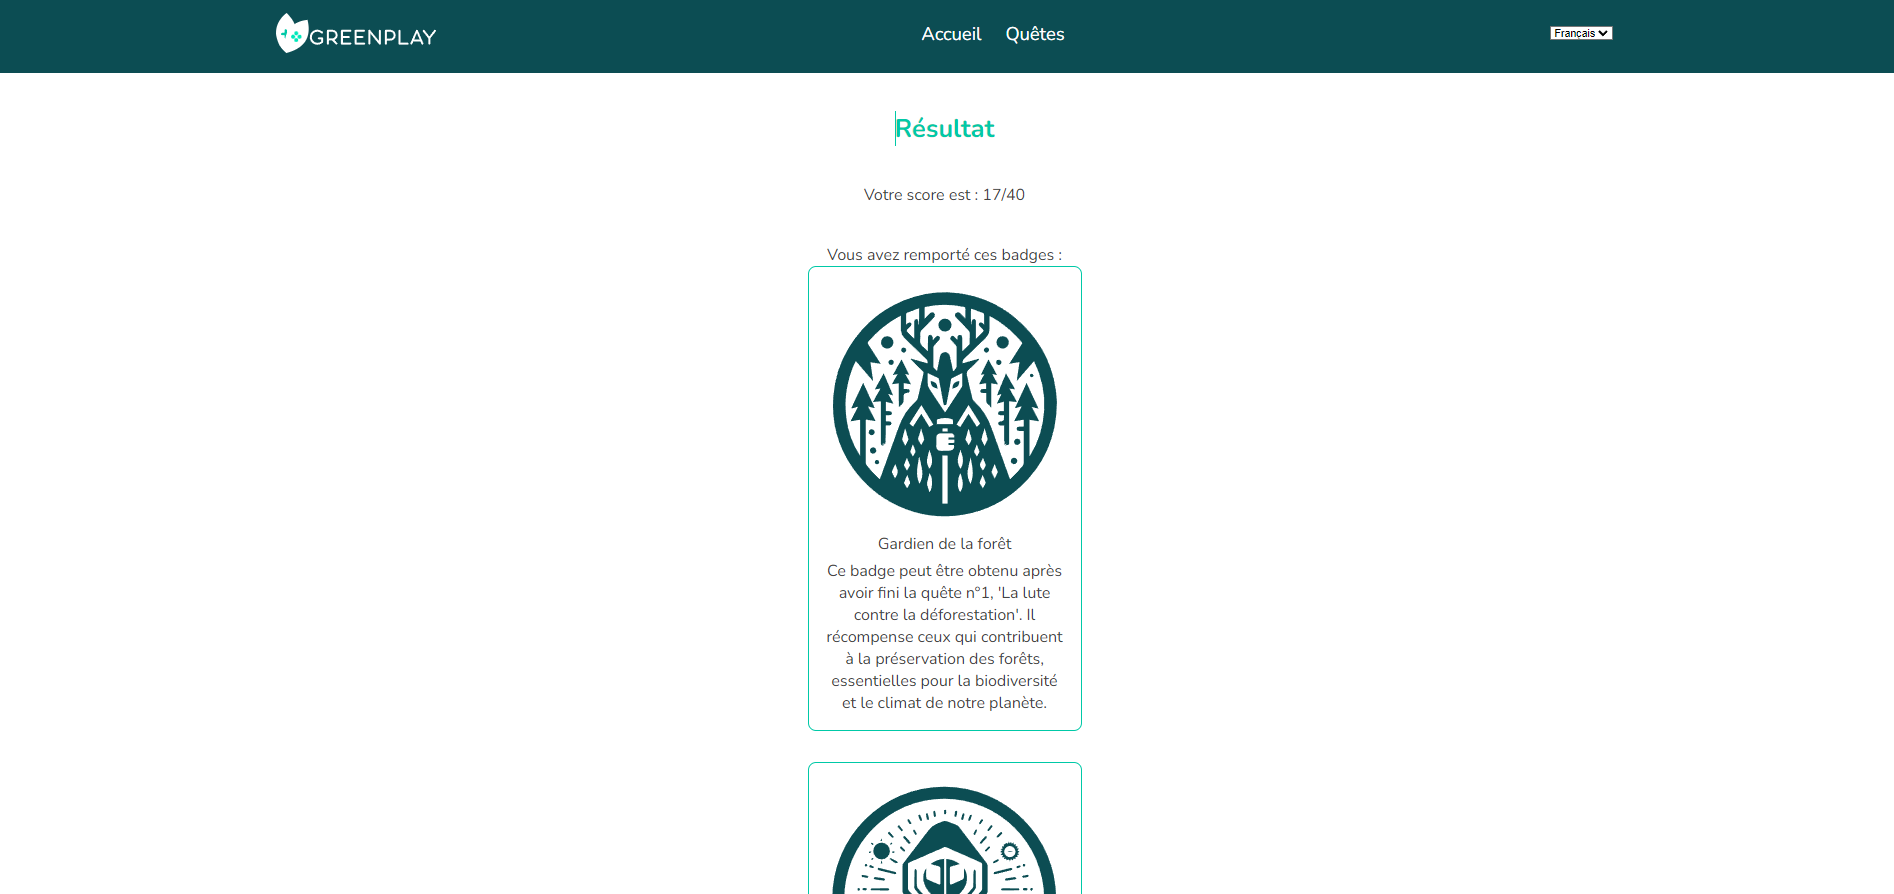 GREENPLAY
Accueil Quêtes
Francais
Résultat
Votre score est : 17/40
Vous avez remporté ces badges :
Gardien de la forêt
Ce badge peut être obtenu après
avoir fini la quête n°1, 'La lute
contre la déforestation'. Il
récompense ceux qui contribuent
à la préservation des forêts,
essentielles pour la biodiversité
et le climat de notre planète.